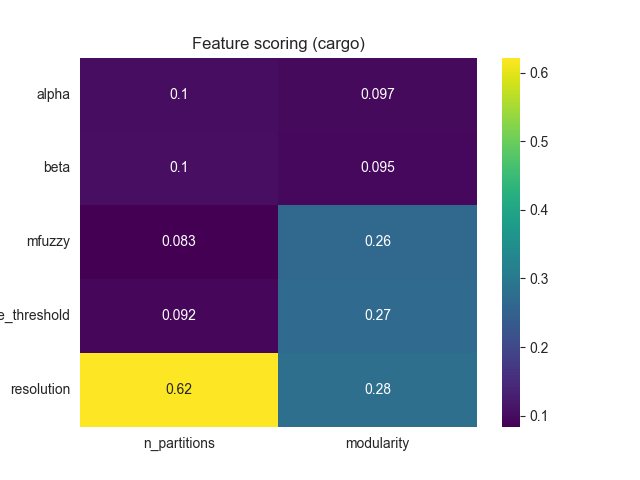 Feature scoring (cargo)
alpha 0.1 0.097 0.6
beta 0.1 0.095 0.5
0.4
mfuzzy 0.083 0.26 0.3
e_threshold 0.092 0.27 0.2
resolution 0.62 0.28 0.1
n_partitions modularity